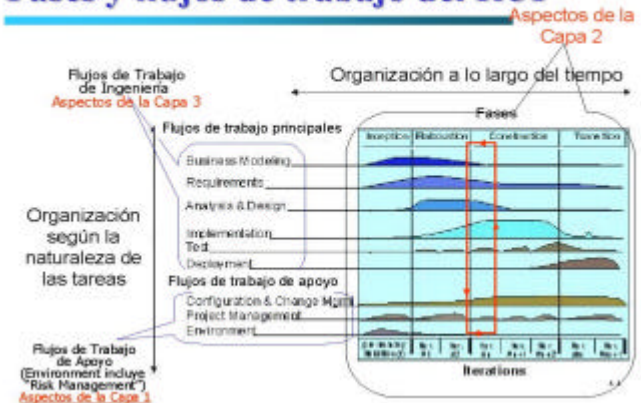 Aspectos de la
Capa 2
Flujos de Trabajo
de Ingeniería
Aspectos de la Capa 3
Organización a lo largo del tiempo
Fases
Flujos de trabajo principales
Inception Elaboration Construction Transition
Business Modeling
Requirements
Analysis & Design
Implementation
Test
Deployment
Organización
según la
naturaleza de
las tareas
Flujos de trabajo de apoyo
Configuration & Change Mgmt
Project Management
Environment
Flujos de Trabajo
de Apoyo
(Environment incluye
"Risk Management")
Aspectos de la Capa 1
Iterations